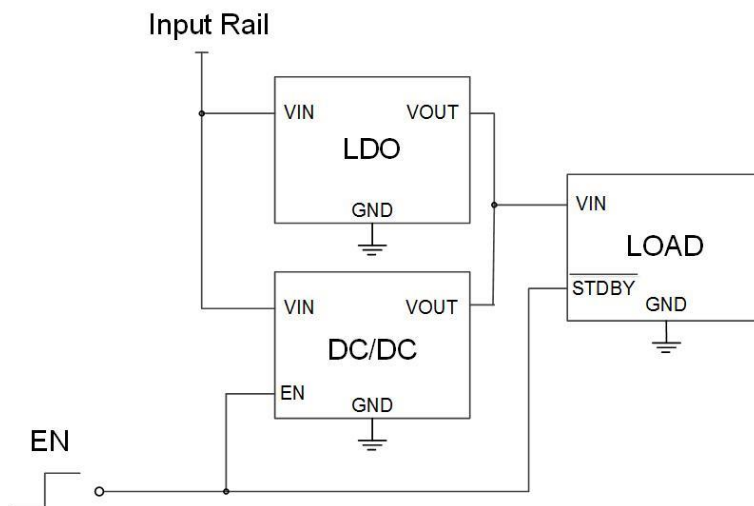 Input Rail
VIN
VOUT
LDO
GND
VIN
LOAD
STDBY
GND
VIN
VOUT
DC/DC
EN
GND
EN